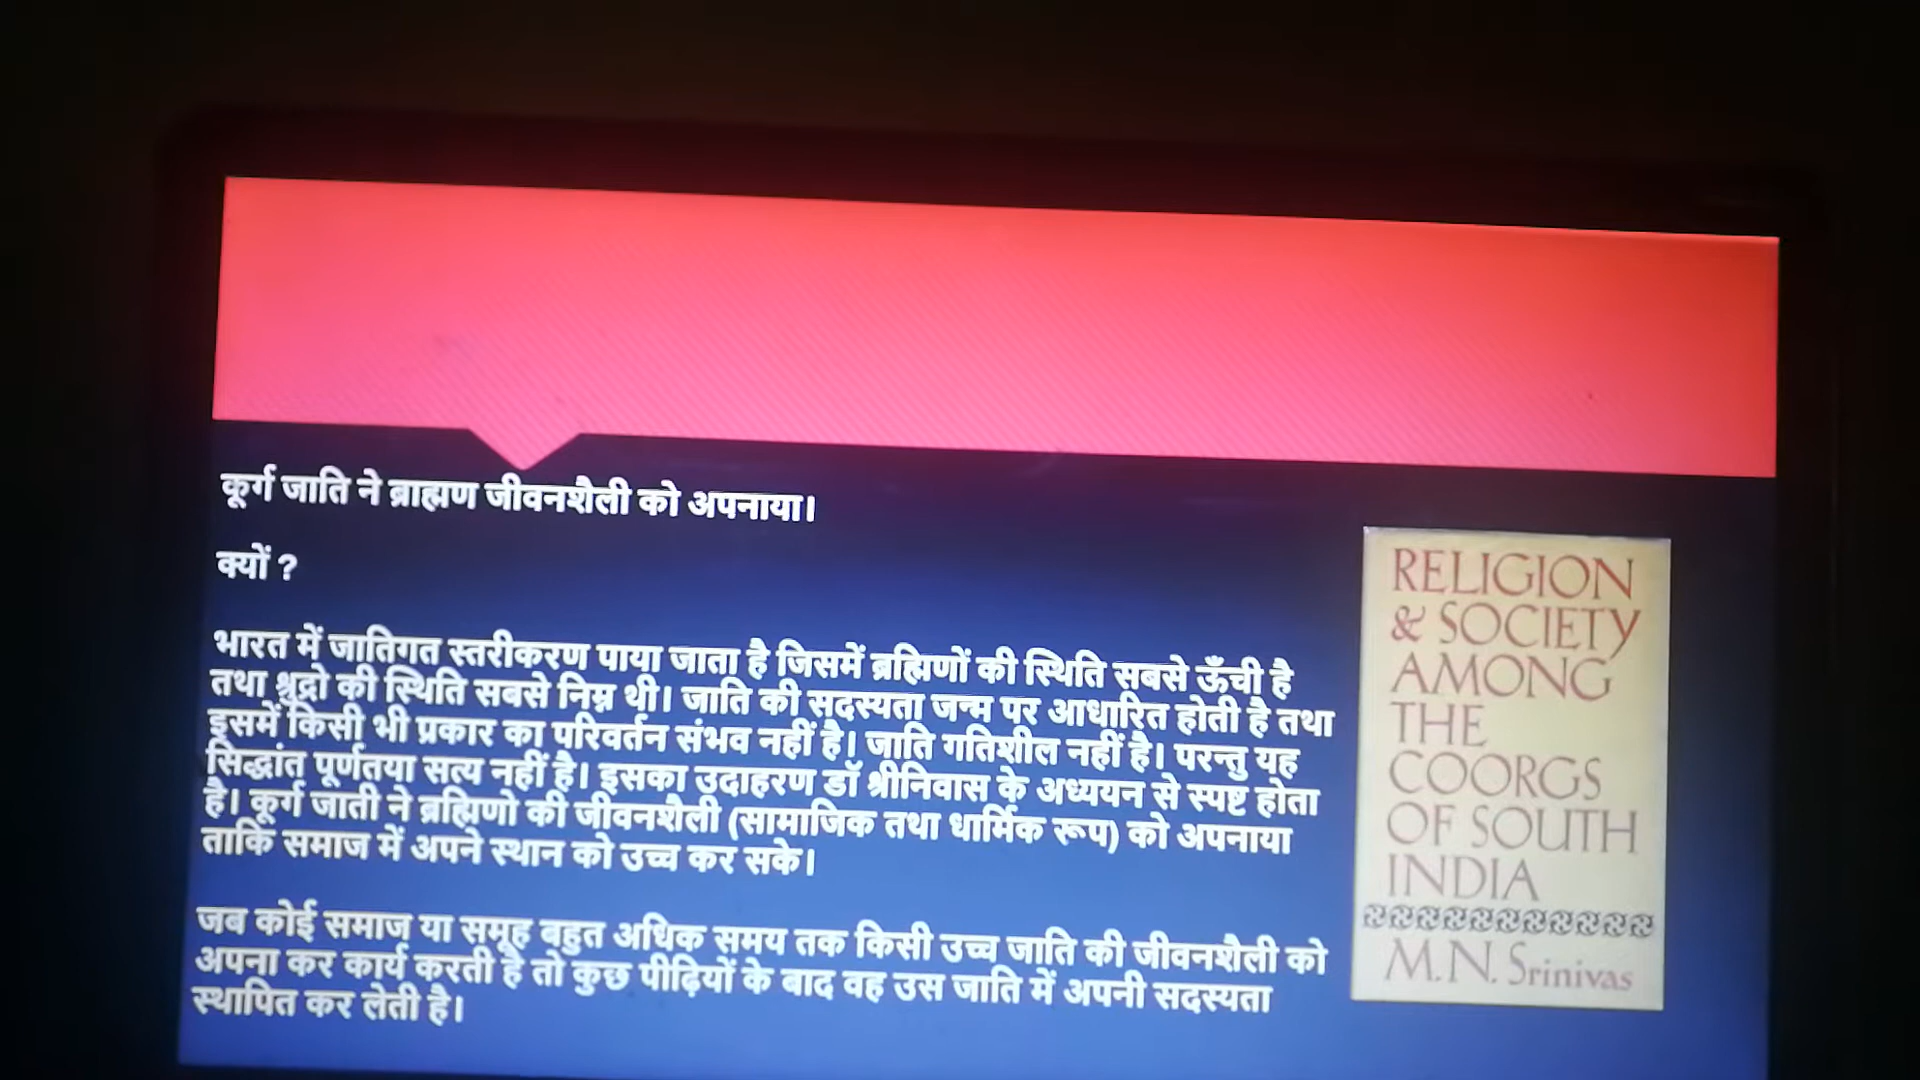 कूर्ग जाति ने ब्राह्मण जीवनशैली को अपनाया।
क्यों ?
भारत में जातिगत स्तरीकरण पाया जाता है जिसमें ब्रह्मिणों की स्थिति सबसे ऊँची है
तथा श्रुद्रो की स्थिति सबसे निम्न थी। जाति की सदस्यता जन्म पर आधारित होती है तथा
इसमें किसी भी प्रकार का परिवर्तन संभव नहीं है। जाति गतिशील नहीं है। परन्तु यह
सिद्धांत पूर्णतया सत्य नहीं है। इसका उदाहरण डॉ श्रीनिवास के अध्ययन से स्पष्ट होता
है। कूर्ग जाती ने ब्रह्मिणो की जीवनशैली (सामाजिक तथा धार्मिक रूप) को अपनाया
ताकि समाज में अपने स्थान को उच्च कर सके।
जब कोई समाज या समूह बहुत अधिक समय तक किसी उच्च जाति की जीवनशैली को
अपना कर कार्य करती है तो कुछ पीढ़ियों के बाद वह उस जाति में अपनी सदस्यता
स्थापित कर लेती है।
RELIGION
& SOCIETY
AMONG
THE
COORGS
OF SOUTH
INDIA
M.N. Srinivas